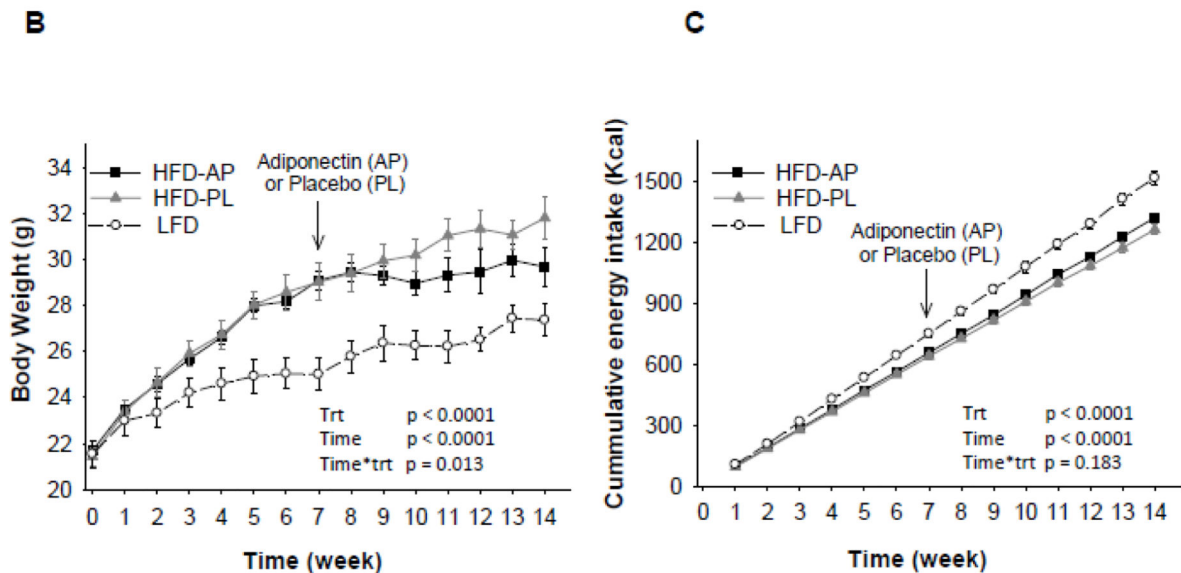 B
Body Weight (g)
34
32
30
28
26
24
22
20
HFD-AP
HFD-PL
LFD
Adiponectin (AP)
or Placebo (PL)
Trt p < 0.0001
Time p < 0.0001
Time*trt p = 0.013
0 1 2 3 4 5 6 7 8 9 10 11 12 13 14
Time (week)
C
Cummulative energy intake (Kcal)
1500
1200
900
600
300
0
HFD-AP
HFD-PL
LFD
Adiponectin (AP)
or Placebo (PL)
Trt p < 0.0001
Time p < 0.0001
Time*trt p = 0.183
0 1 2 3 4 5 6 7 8 9 10 11 12 13 14
Time (week)